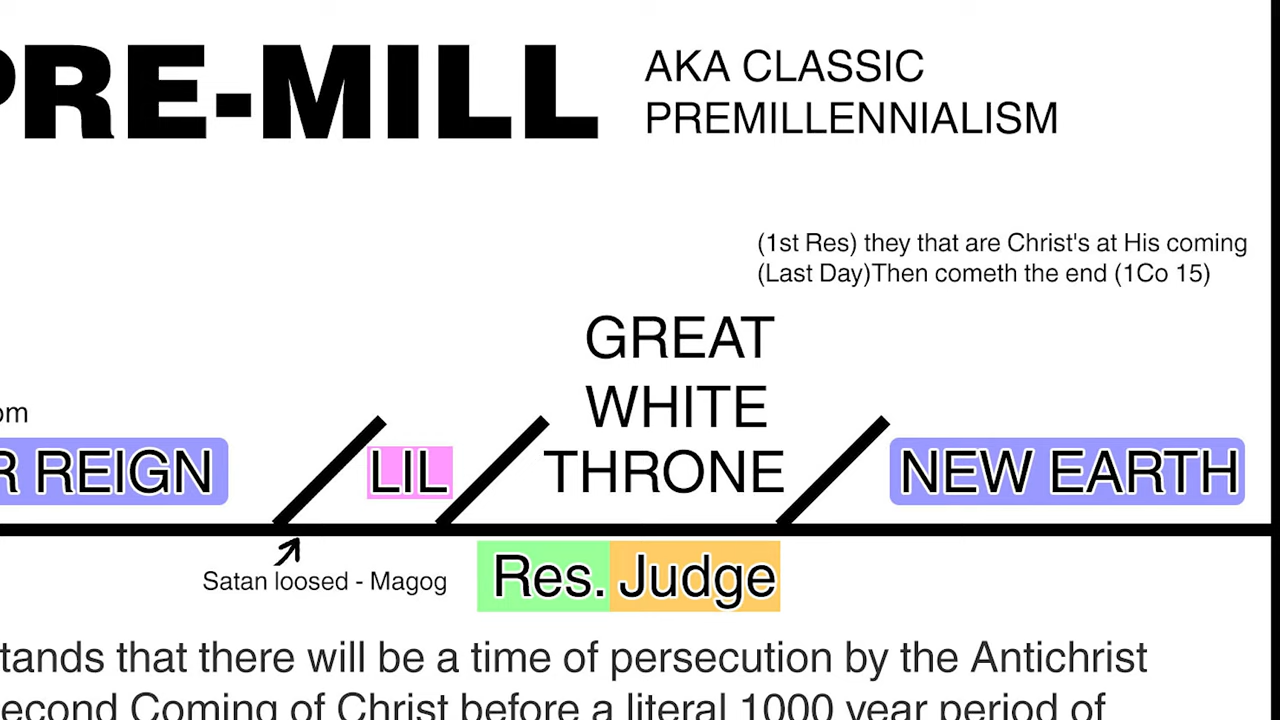 PRE-MILL
AKA CLASSIC
PREMILLENNIALISM
(1st Res) they that are Christ's at His coming
(Last Day)Then cometh the end (1Co 15)
GREAT
WHITE
THRONE
om
R REIGN
LIL
NEW EARTH
Satan loosed - Magog
Res. Judge
tands that there will be a time of persecution by the Antichrist
econd Coming of Christ before a literal 1000 year period of